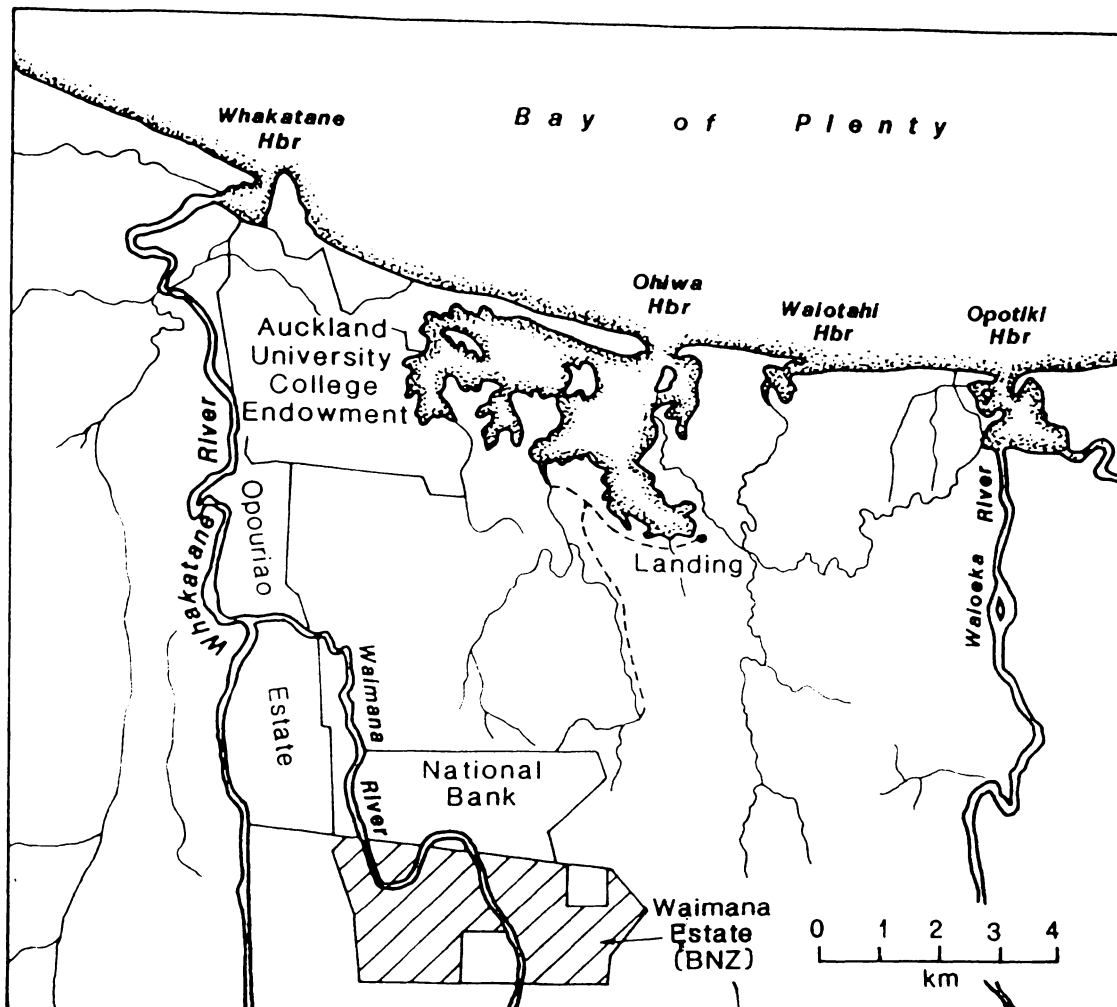 Whakatane
Hbr
Bay of Plenty
Ohiwa
Hbr
Waiotahi
Hbr
Opotiki
Hbr
Auckland
University
College
Endowment
River
Whakatane
Opouriao
Estate
Landing
River
Waioeka
Waimana
River
National
Bank
Waimana
Estate
(BNZ)
0 1 2 3 4
km